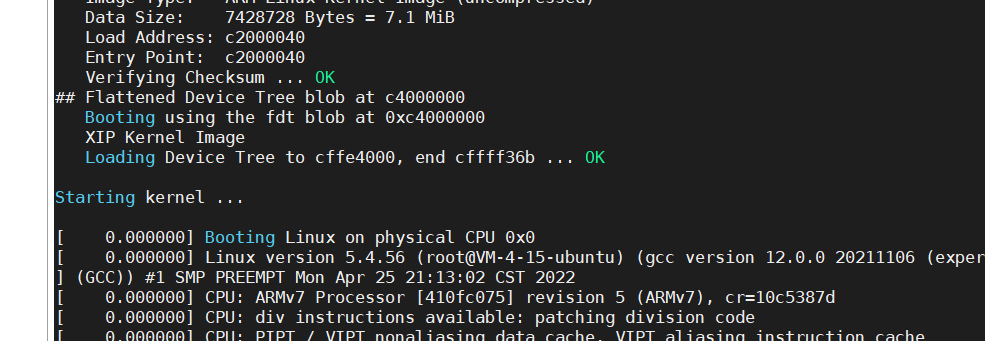 Image Type:   ARM Linux Kernel Image (uncompressed)
   Data Size:    7428728 Bytes = 7.1 MiB
   Load Address: c2000040
   Entry Point:  c2000040
   Verifying Checksum ... OK
## Flattened Device Tree blob at c4000000
   Booting using the fdt blob at 0xc4000000
   XIP Kernel Image
   Loading Device Tree to cffe4000, end cffff36b ... OK
Starting kernel ...
[    0.000000] Booting Linux on physical CPU 0x0
[    0.000000] Linux version 5.4.56 (root@VM-4-15-ubuntu) (gcc version 12.0.0 20211106 (exper
] (GCC)) #1 SMP PREEMPT Mon Apr 25 21:13:02 CST 2022
[    0.000000] CPU: ARMv7 Processor [410fc075] revision 5 (ARMv7), cr=10c5387d
[    0.000000] CPU: div instructions available: patching division code
[    0.000000] CPU: PIPT / VIPT nonaliasing data cache, VIPT aliasing instruction cache